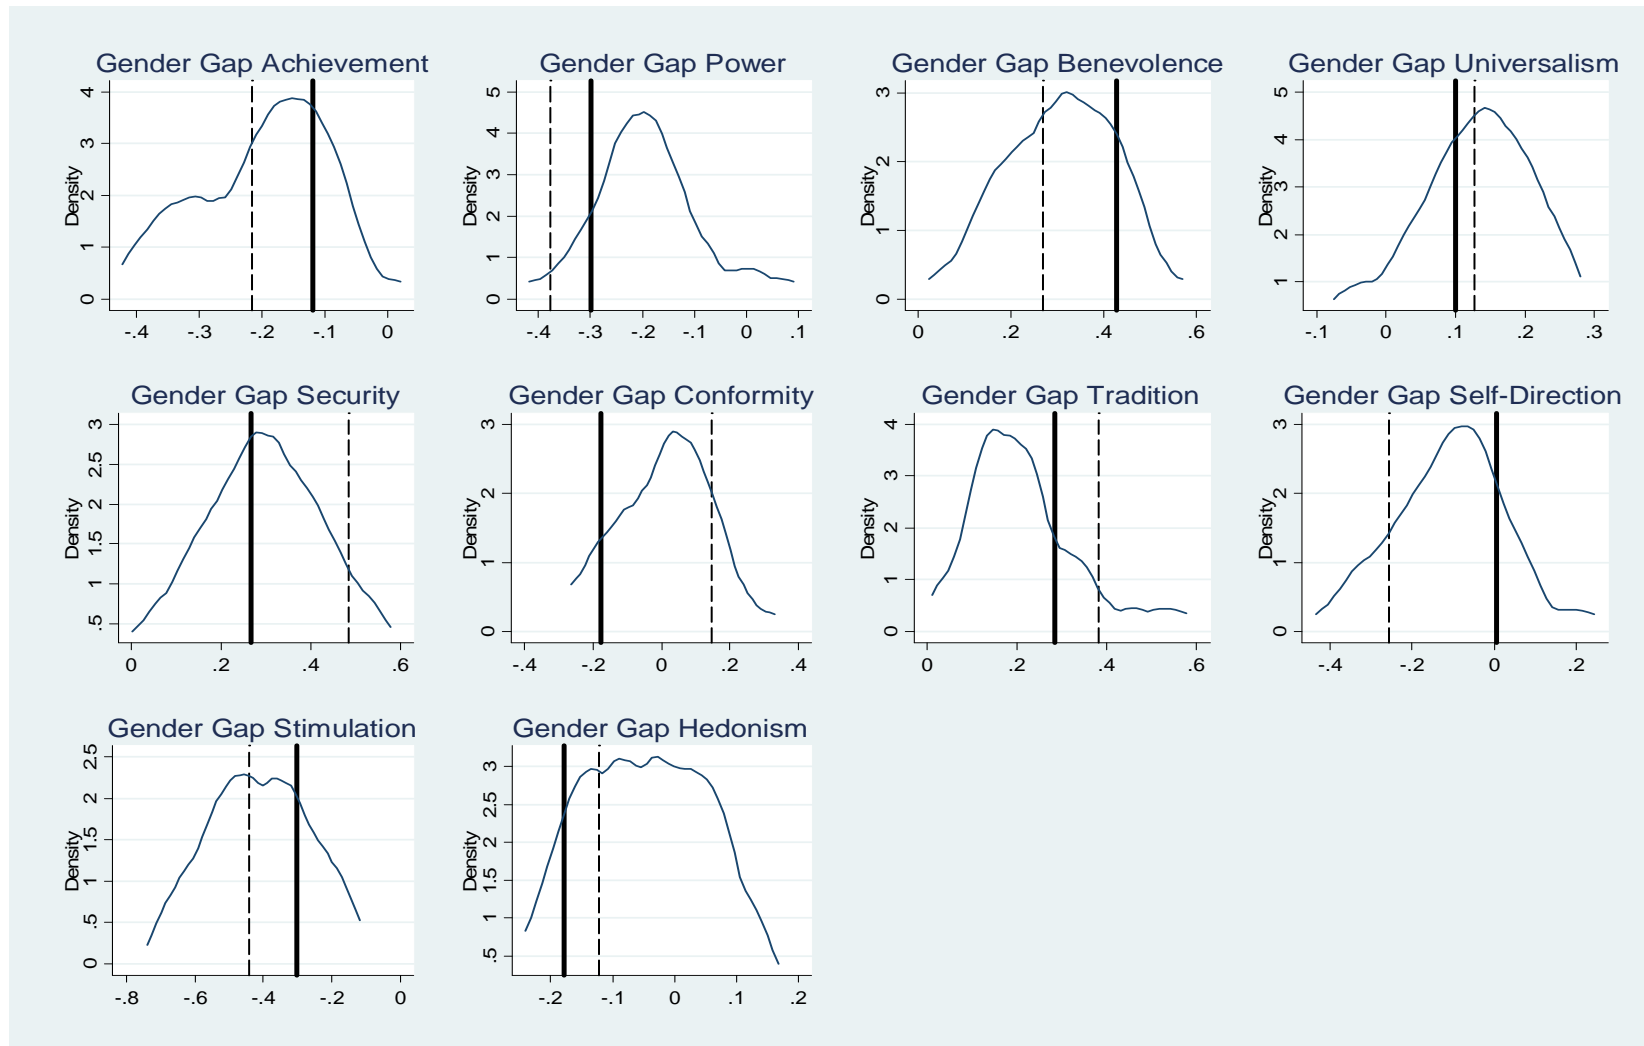 Gender Gap Achievement
Density
0 1 2 3 4
-.4 -.3 -.2 -.1 0
Gender Gap Power
Density
0 1 2 3 4 5
-.4 -.3 -.2 -.1 0 .1
Gender Gap Benevolence
Density
0 1 2 3
0 .2 .4 .6
Gender Gap Universalism
Density
1 2 3 4 5
-.1 0 .1 .2 .3
Gender Gap Security
Density
.5 1 1.5 2 2.5 3
0 .2 .4 .6
Gender Gap Conformity
Density
0 1 2 3
-.4 -.2 0 .2 .4
Gender Gap Tradition
Density
0 1 2 3 4
0 .2 .4 .6
Gender Gap Self-Direction
Density
0 1 2 3
-.4 -.2 0 .2
Gender Gap Stimulation
Density
0 .5 1 1.5 2 2.5
-.8 -.6 -.4 -.2 0
Gender Gap Hedonism
Density
.5 1 1.5 2 2.5 3
-.2 -.1 0 .1 .2